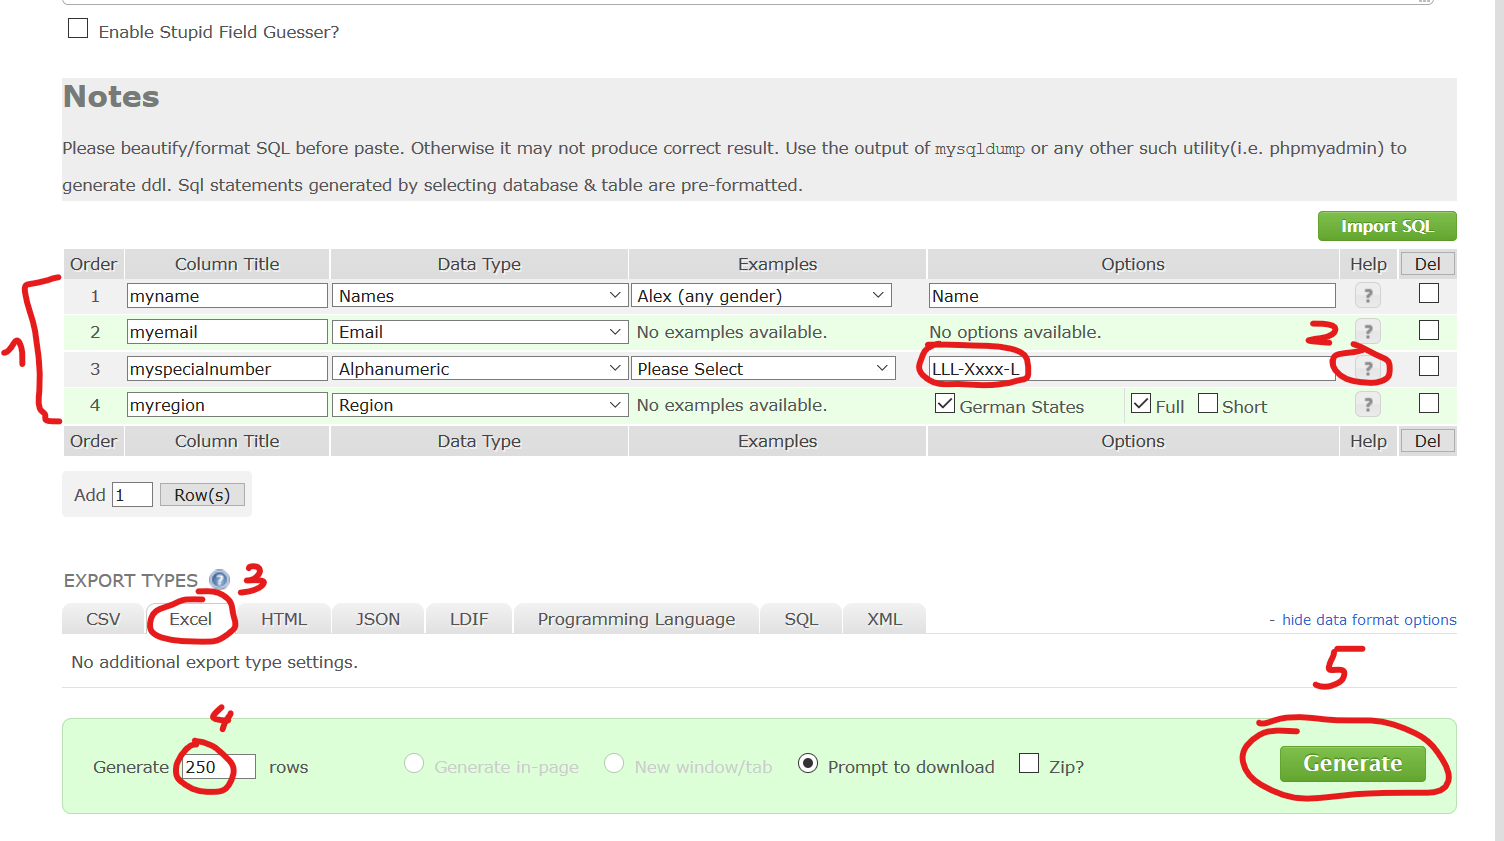 Enable Stupid Field Guesser?
Notes
Please beautify/format SQL before paste. Otherwise it may not produce correct result. Use the output of mysqldump or any other such utility(i.e. phpmyadmin) to
generate ddl. Sql statements generated by selecting database & table are pre-formatted.
Import SQL
Order Column Title Data Type Examples Options Help Del
1
1 myname Names Alex (any gender) Name ?
2 myemail Email No examples available. No options available. 2 ?
3 myspecialnumber Alphanumeric Please Select LLL-Xxxx-L ?
4 myregion Region No examples available. German States Full Short ?
Order Column Title Data Type Examples Options Help Del
Add 1 Row(s)
EXPORT TYPES ? 3
CSV Excel HTML JSON LDIF Programming Language SQL XML - hide data format options
No additional export type settings.
5
4
Generate 250 rows Generate in-page New window/tab Prompt to download Zip? Generate